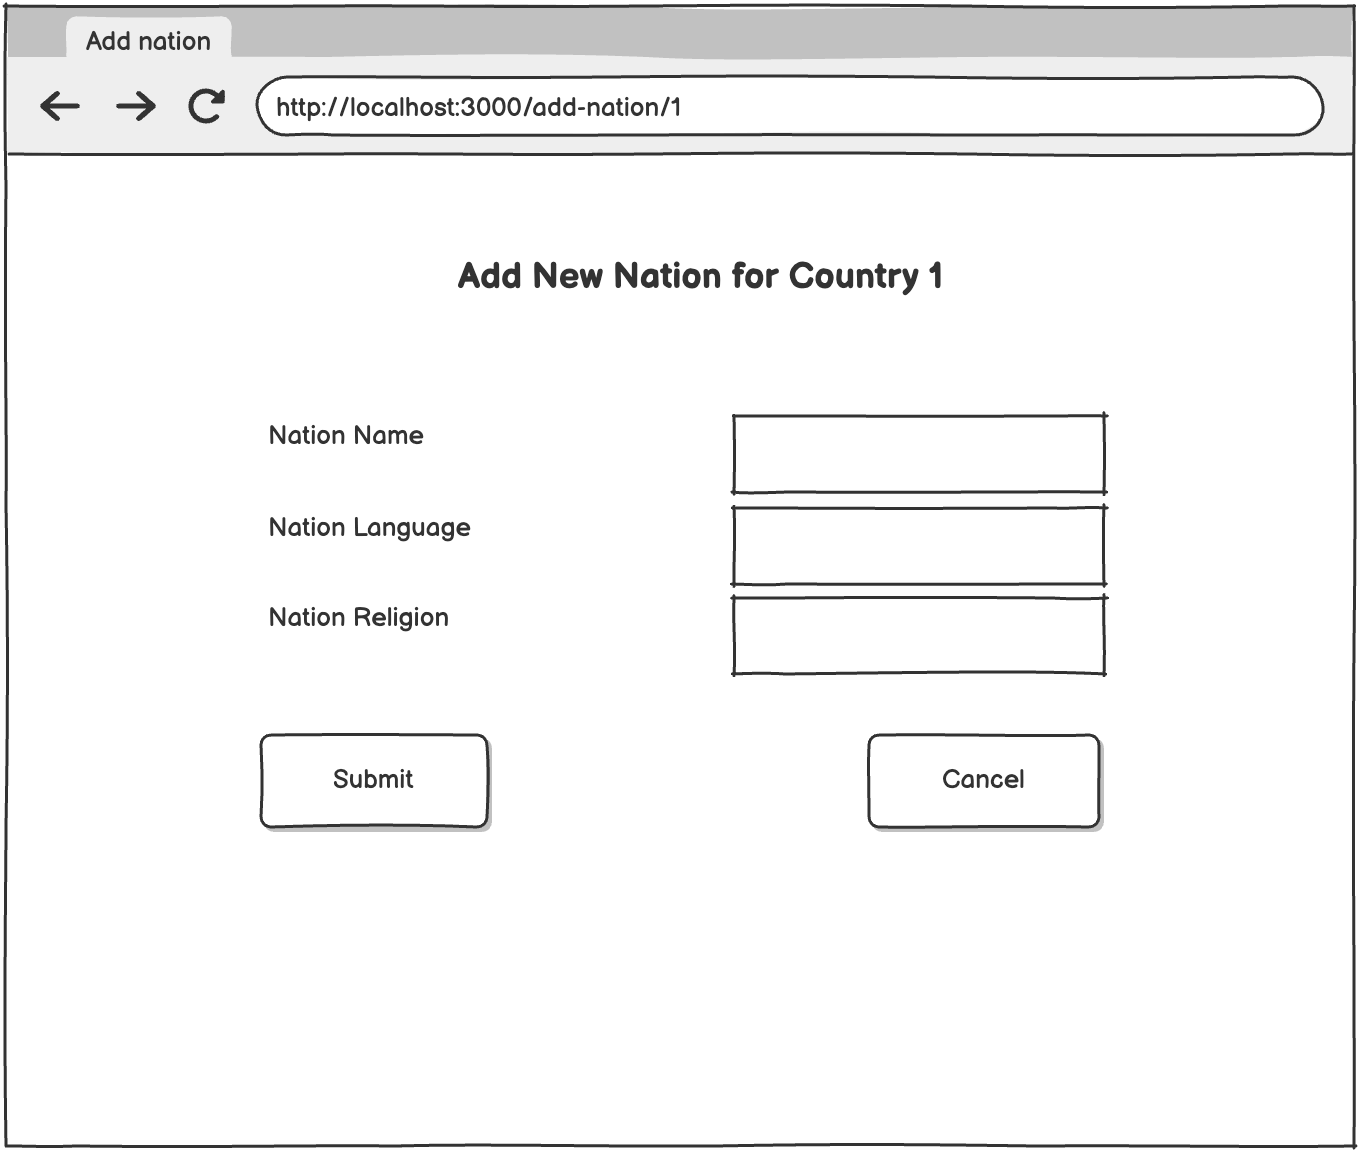 Add nation
http://localhost:3000/add-nation/1
Add New Nation for Country 1
Nation Name
Nation Language
Nation Religion
Submit
Cancel